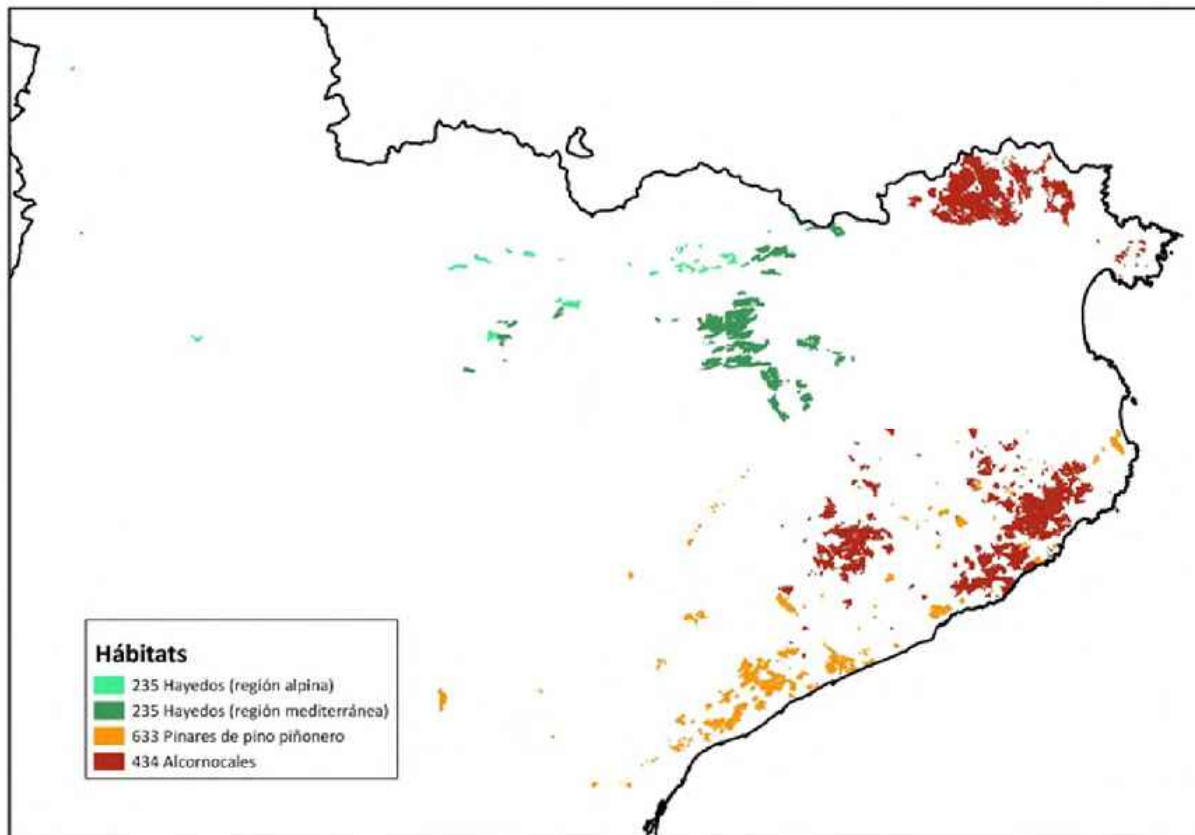 Hábitats
235 Hayedos (región alpina)
235 Hayedos (región mediterránea)
633 Pinares de pino piñonero
434 Alcornocales